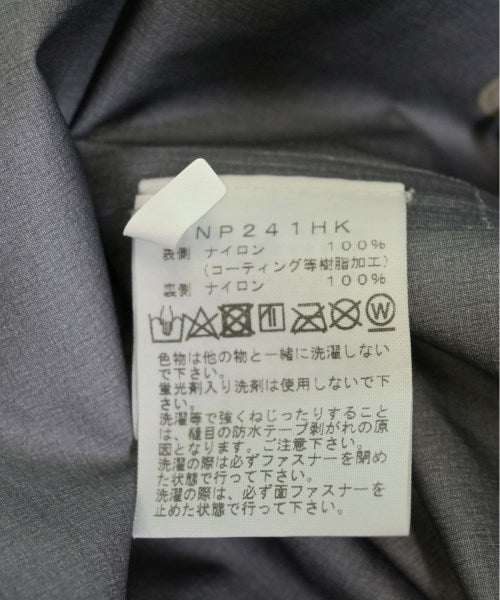 NP241HK
表側 ナイロン 100%
(コーティング等樹脂加工)
裏側 ナイロン 100%
W
色物は他の物と一緒に洗濯しない
で下さい。
蛍光剤入り洗剤は使用しないで下
さい。
洗濯等で強くねじったりすること
は、縫目の防水テープ剥がれの原
因となります。ご注意下さい。
洗濯の際は必ずファスナーを閉め
た状態で行って下さい。
洗濯の際は、必ず面ファスナーを
止めた状態で行って下さい。